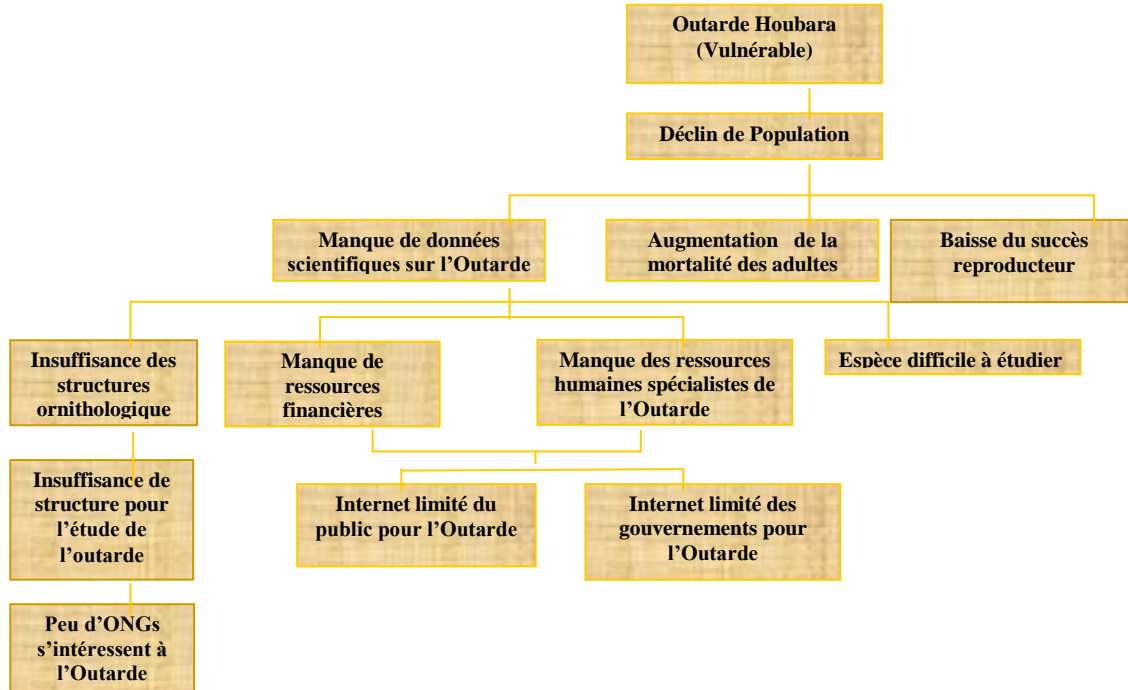 Outarde Houbara
(Vulnérable)
Déclin de Population
Manque de données
scientifiques sur l’Outarde
Augmentation de la
mortalité des adultes
Baisse du succès
reproducteur
Insuffisance des
structures
ornithologique
Manque de
ressources
financières
Manque des ressources
humaines spécialistes de
l’Outarde
Espèce difficile à étudier
Insuffisance de
structure pour
l’étude de
l’outarde
Internet limité du
public pour l’Outarde
Internet limité des
gouvernements pour
l’Outarde
Peu d’ONGs
s’intéressent à
l’Outarde